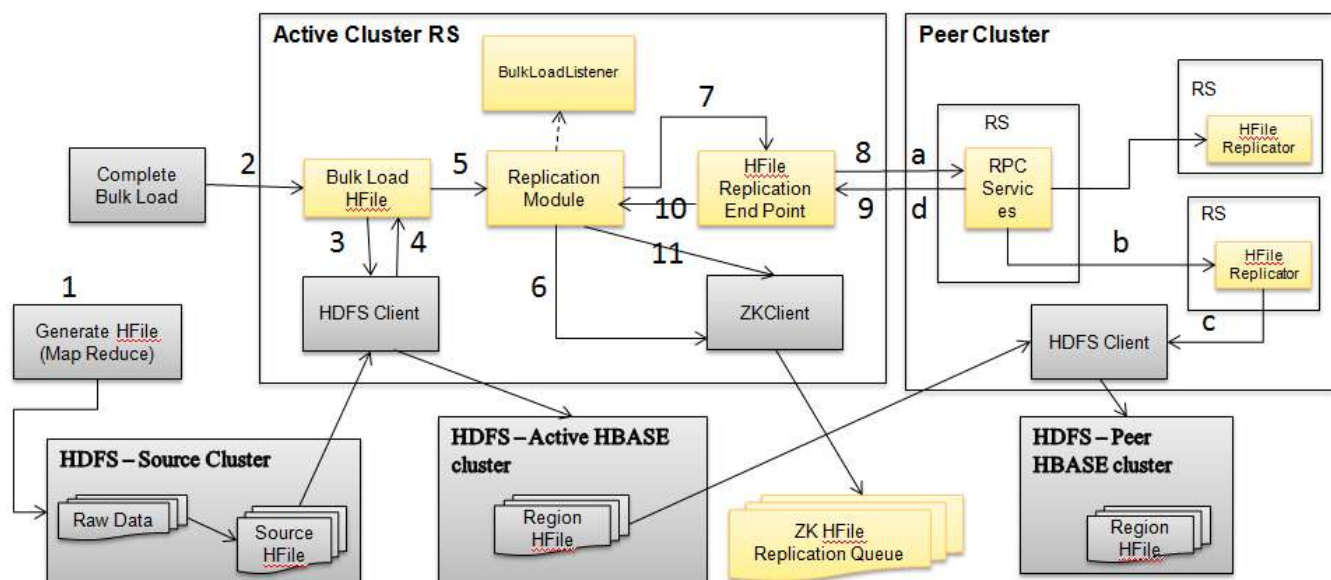 Active Cluster RS
Peer Cluster
BulkLoadListener
RS
HFile
Replicator
7
8
a
2
5
RS
Complete
Bulk Load
Bulk Load
HFile
Replication
Module
HFile
Replication
End Point
RPC
Servic
es
10
9
d
RS
3
4
11
b
HFile
Replicator
6
1
Generate HFile
(Map Reduce)
HDFS Client
ZKClient
c
HDFS Client
HDFS – Source Cluster
Raw Data
Source
HFile
HDFS – Active HBASE
cluster
Region
HFile
ZK HFile
Replication Queue
HDFS – Peer
HBASE cluster
Region
HFile